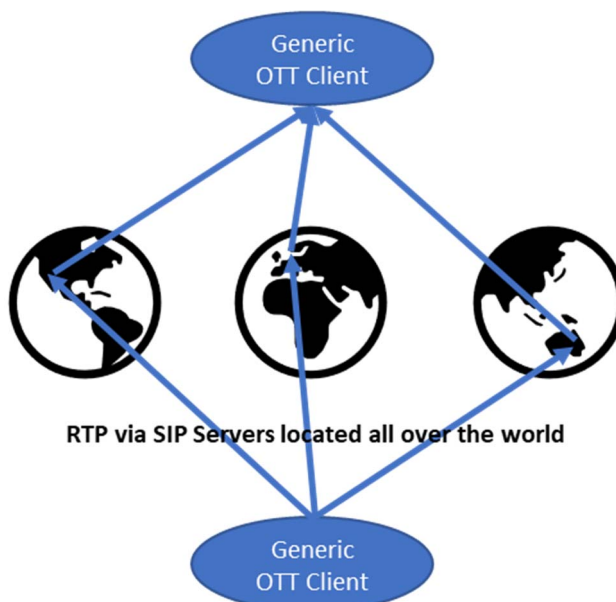 Generic
OTT Client
RTP via SIP Servers located all over the world
Generic
OTT Client